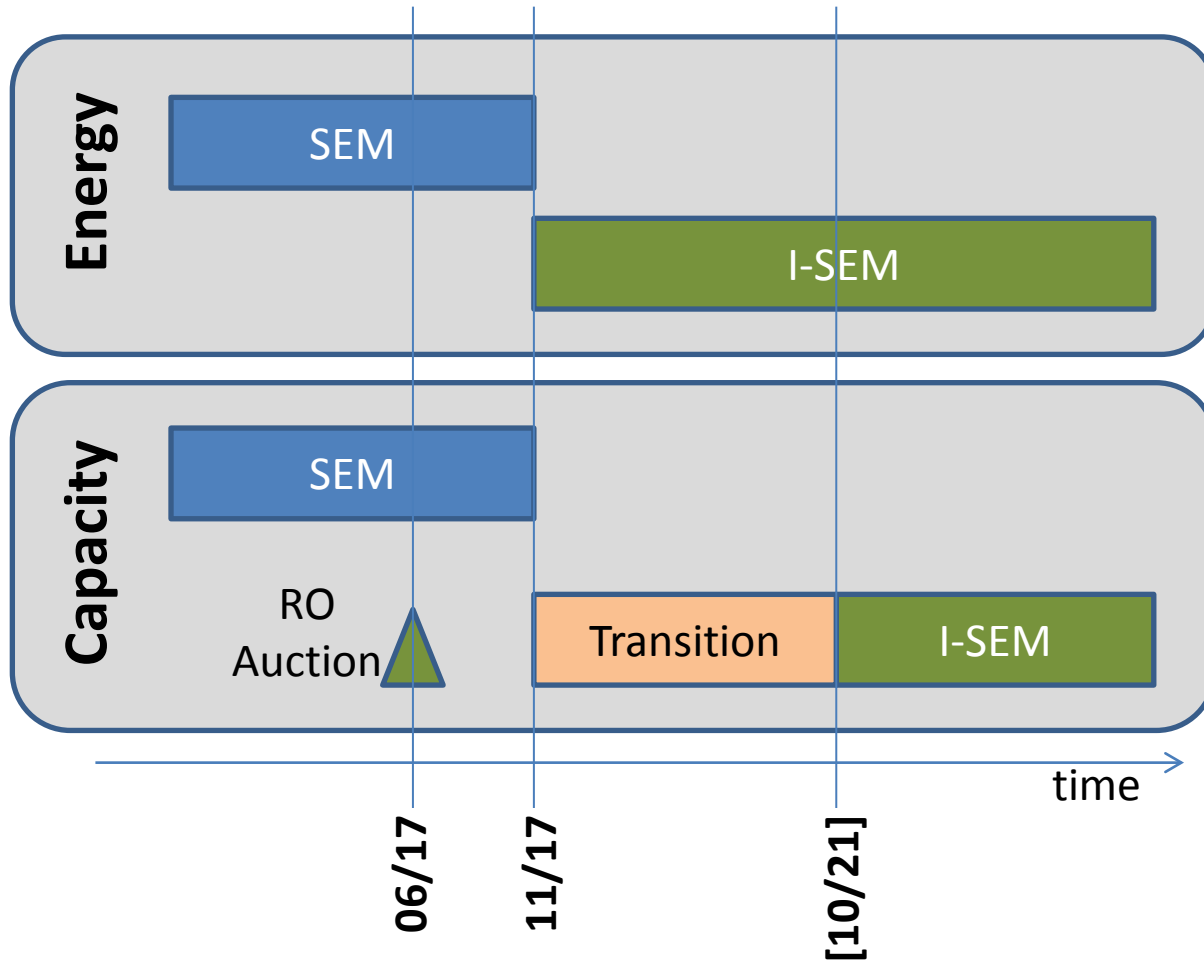 Energy
SEM
I-SEM
Capacity
SEM
RO
Auction
Transition
I-SEM
time
06/17
11/17
[10/21]